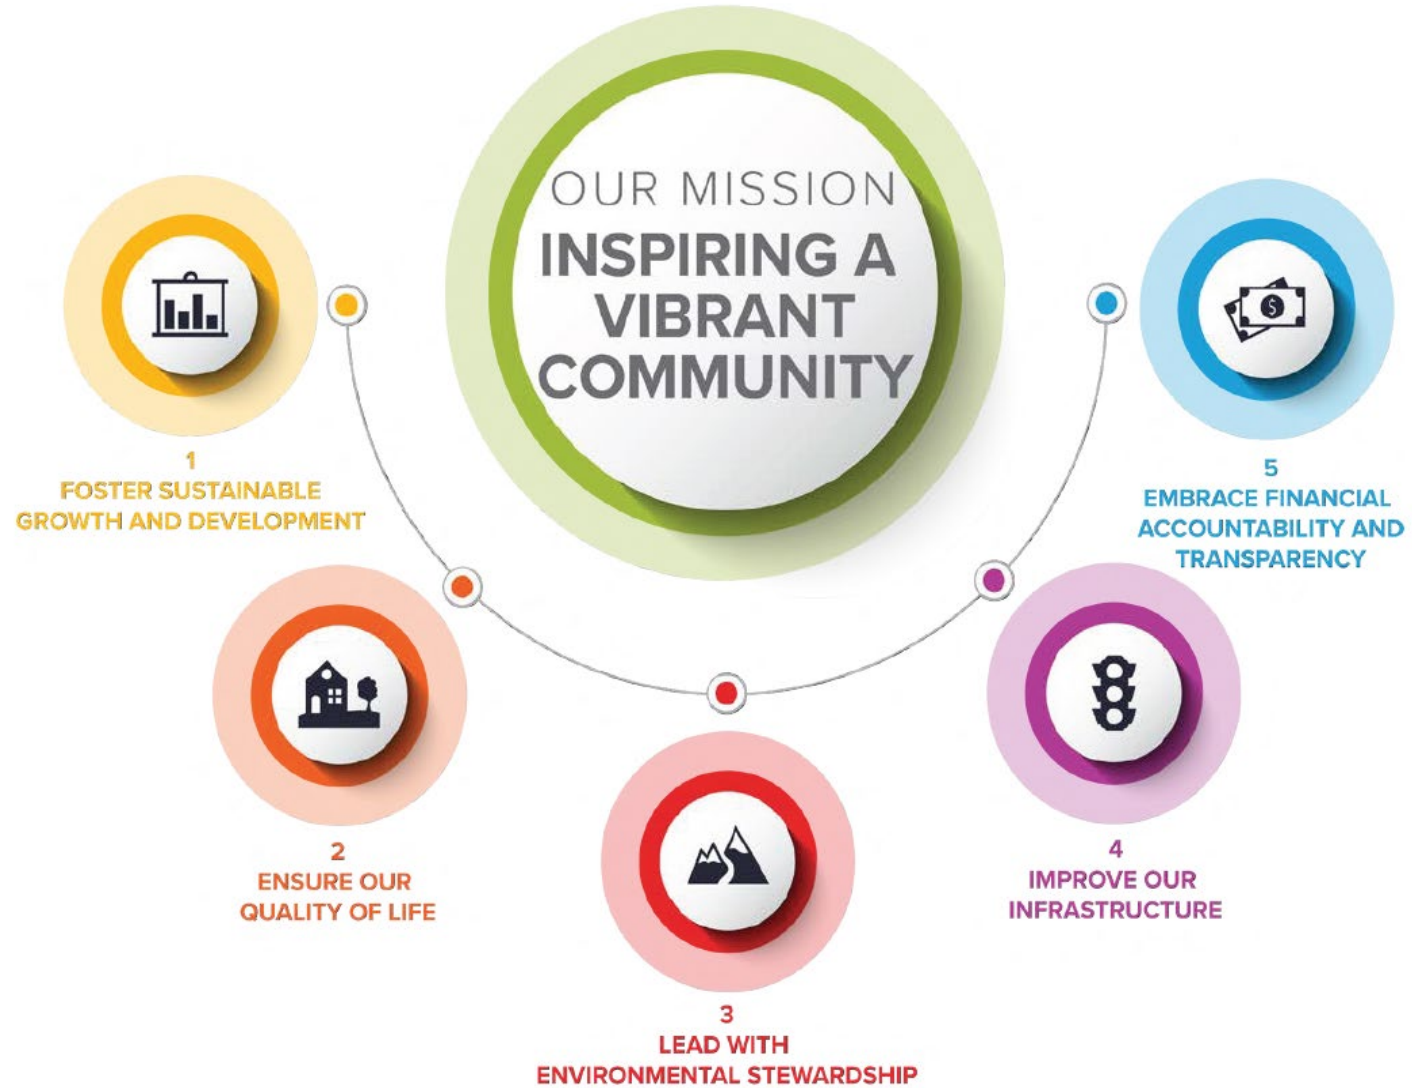 OUR MISSION
INSPIRING A
VIBRANT
COMMUNITY
1
FOSTER SUSTAINABLE
GROWTH AND DEVELOPMENT
2
ENSURE OUR
QUALITY OF LIFE
3
LEAD WITH
ENVIRONMENTAL STEWARDSHIP
4
IMPROVE OUR
INFRASTRUCTURE
5
EMBRACE FINANCIAL
ACCOUNTABILITY AND
TRANSPARENCY
$